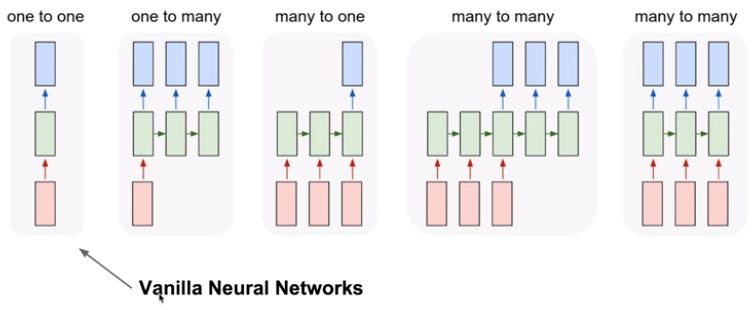 one to one
one to many
many to one
many to many
many to many
Vanilla Neural Networks